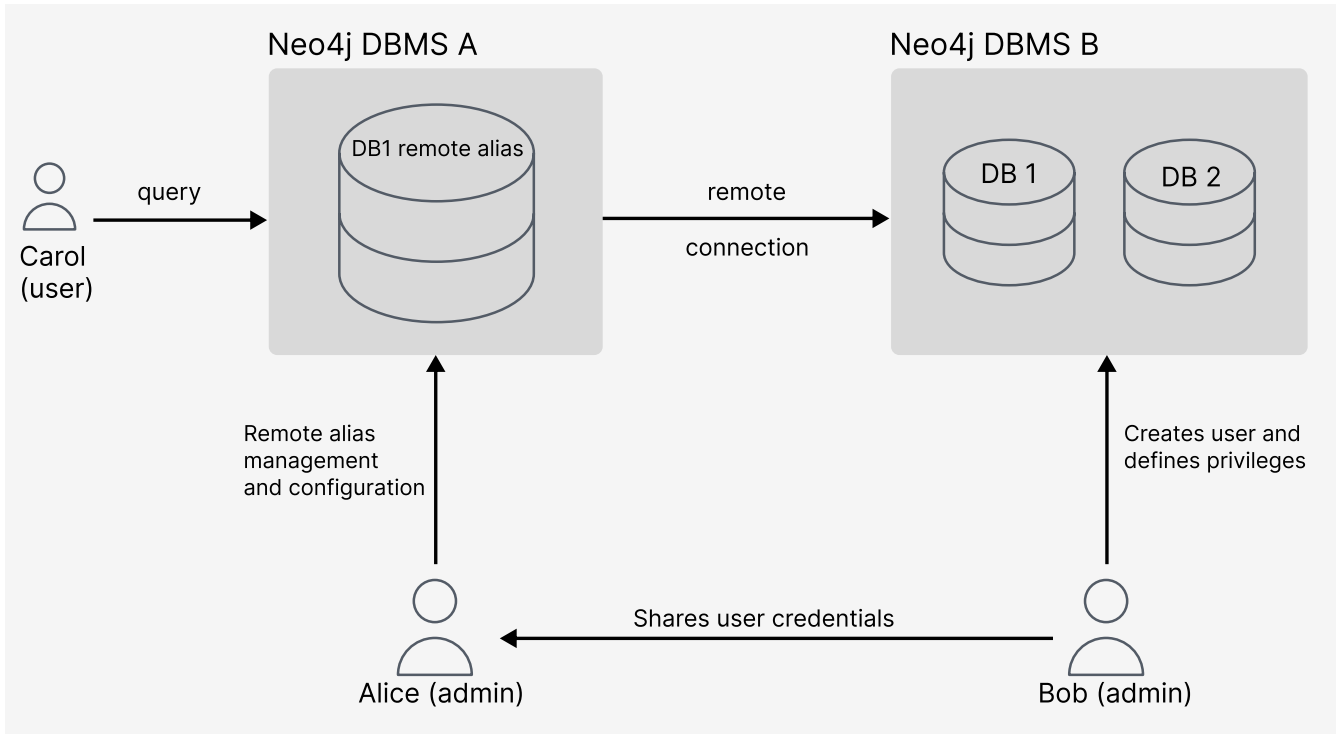 Neo4j DBMS A
Neo4j DBMS B
DB1 remote alias
DB 1
DB 2
query
remote
connection
Carol
(user)
Remote alias
management
and configuration
Creates user and
defines privileges
Shares user credentials
Alice (admin)
Bob (admin)